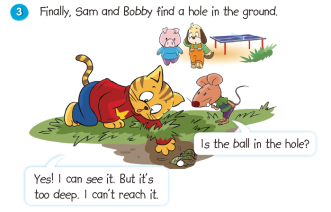 3 Finally, Sam and Bobby find a hole in the ground.
Is the ball in the hole?
Yes! I can see it. But it's
too deep. I can't reach it.